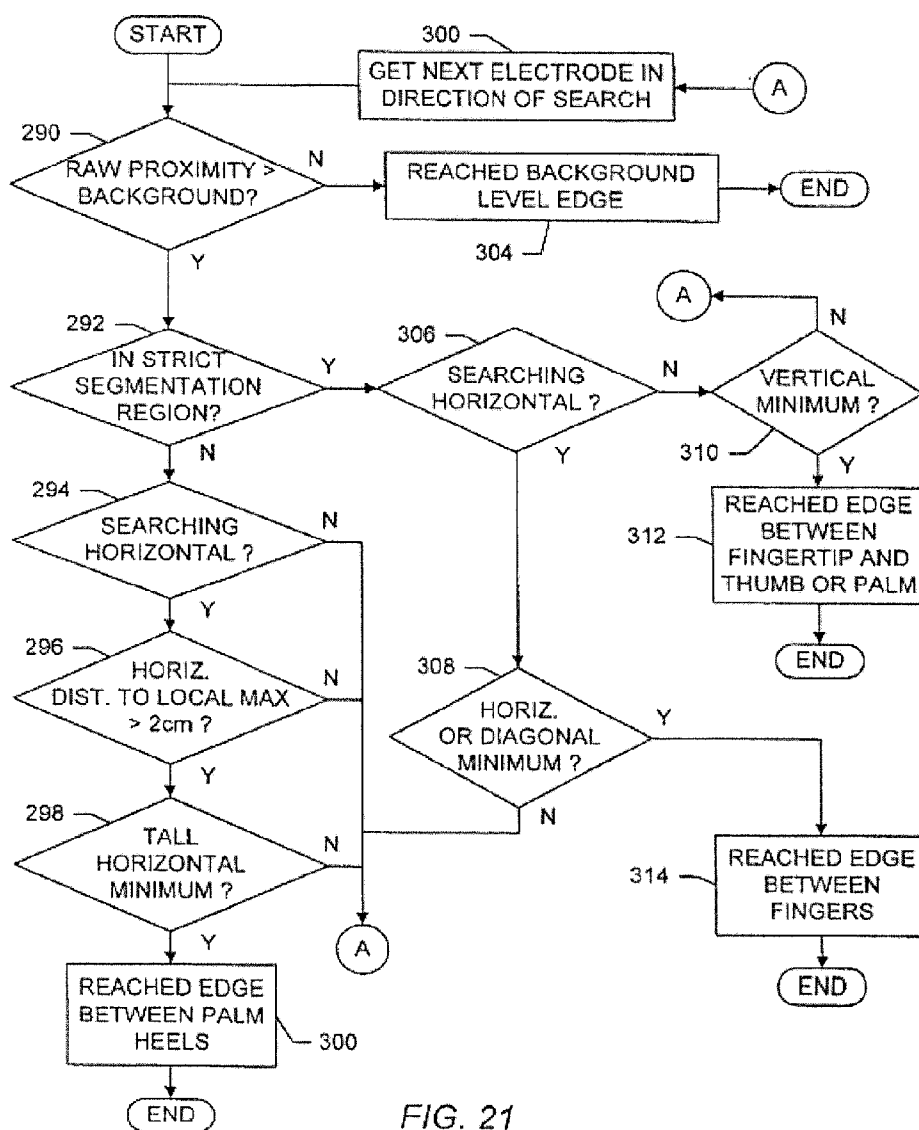 START
300
GET NEXT ELECTRODE IN
DIRECTION OF SEARCH
A
290
RAW PROXIMITY >
BACKGROUND?
N
REACHED BACKGROUND
LEVEL EDGE
END
304
Y
292
IN STRICT
SEGMENTATION
REGION?
Y
N
306
SEARCHING
HORIZONTAL ?
N
Y
A
N
VERTICAL
MINIMUM ?
310
Y
312
REACHED EDGE
BETWEEN
FINGERTIP AND
THUMB OR PALM
END
294
SEARCHING
HORIZONTAL ?
N
Y
296
HORIZ.
DIST. TO LOCAL MAX
> 2cm ?
N
Y
308
HORIZ.
OR DIAGONAL
MINIMUM ?
Y
N
298
TALL
HORIZONTAL
MINIMUM ?
N
Y
A
314
REACHED EDGE
BETWEEN
FINGERS
END
REACHED EDGE
BETWEEN PALM
HEELS
300
END
FIG. 21